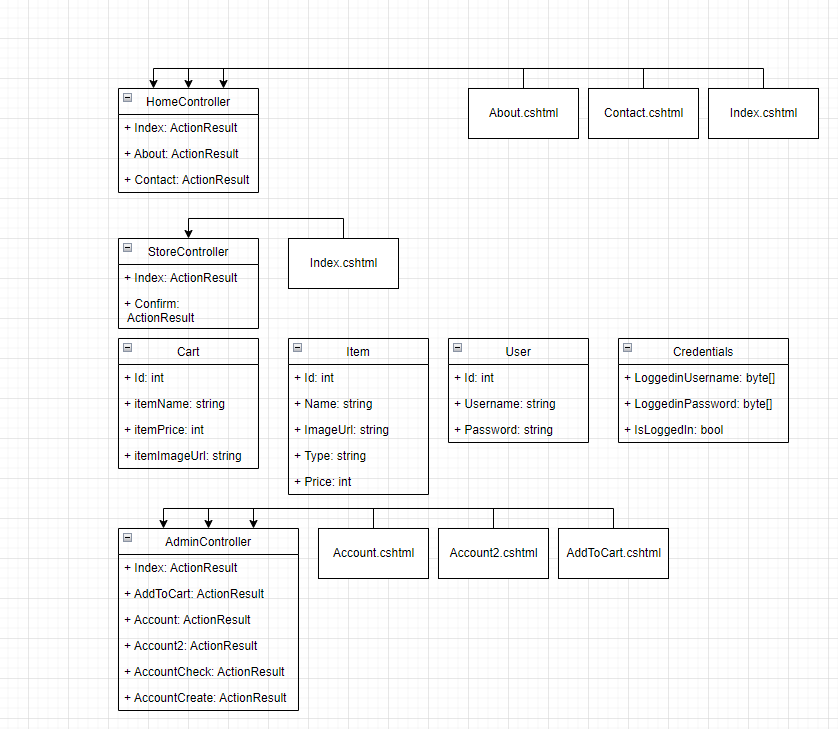 HomeController
+ Index: ActionResult
+ About: ActionResult
+ Contact: ActionResult
About.cshtml
Contact.cshtml
Index.cshtml
StoreController
+ Index: ActionResult
+ Confirm:
ActionResult
Index.cshtml
Cart
+ Id: int
+ itemName: string
+ itemPrice: int
+ itemImageUrl: string
Item
+ Id: int
+ Name: string
+ ImageUrl: string
+ Type: string
+ Price: int
User
+ Id: int
+ Username: string
+ Password: string
Credentials
+ LoggedinUsername: byte[]
+ LoggedinPassword: byte[]
+ IsLoggedIn: bool
AdminController
+ Index: ActionResult
+ AddToCart: ActionResult
+ Account: ActionResult
+ Account2: ActionResult
+ AccountCheck: ActionResult
+ AccountCreate: ActionResult
Account.cshtml
Account2.cshtml
AddToCart.cshtml